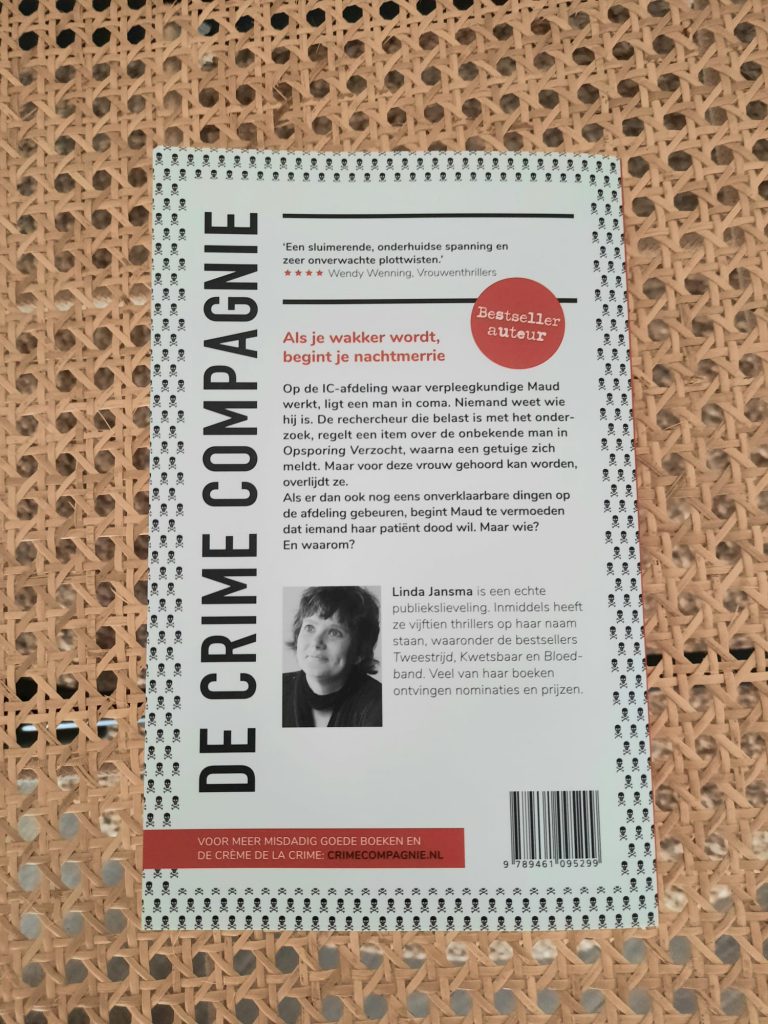 DE CRIME COMPAGNIE
'Een sluimerende, onderhuidse spanning en
zeer onverwachte plottwisten.'
★★★★ Wendy Wenning, Vrouwenthrillers
Bestseller
auteur
Als je wakker wordt,
begint je nachtmerrie
Op de IC-afdeling waar verpleegkundige Maud
werkt, ligt een man in coma. Niemand weet wie
hij is. De rechercheur die belast is met het onder-
zoek, regelt een item over de onbekende man in
Opsporing Verzocht, waarna een getuige zich
meldt. Maar voor deze vrouw gehoord kan worden,
overlijdt ze.
Als er dan ook nog eens onverklaarbare dingen op
de afdeling gebeuren, begint Maud te vermoeden
dat iemand haar patiënt dood wil. Maar wie?
En waarom?
Linda Jansma is een echte
publiekslieveling. Inmiddels heeft
ze vijftien thrillers op haar naam
staan, waaronder de bestsellers
Tweestrijd, Kwetsbaar en Bloed-
band. Veel van haar boeken
ontvingen nominaties en prijzen.
VOOR MEER MISDADIG GOEDE BOEKEN EN
DE CRÈME DE LA CRIME: CRIMECOMPAGNIE.NL
9 789461 095299